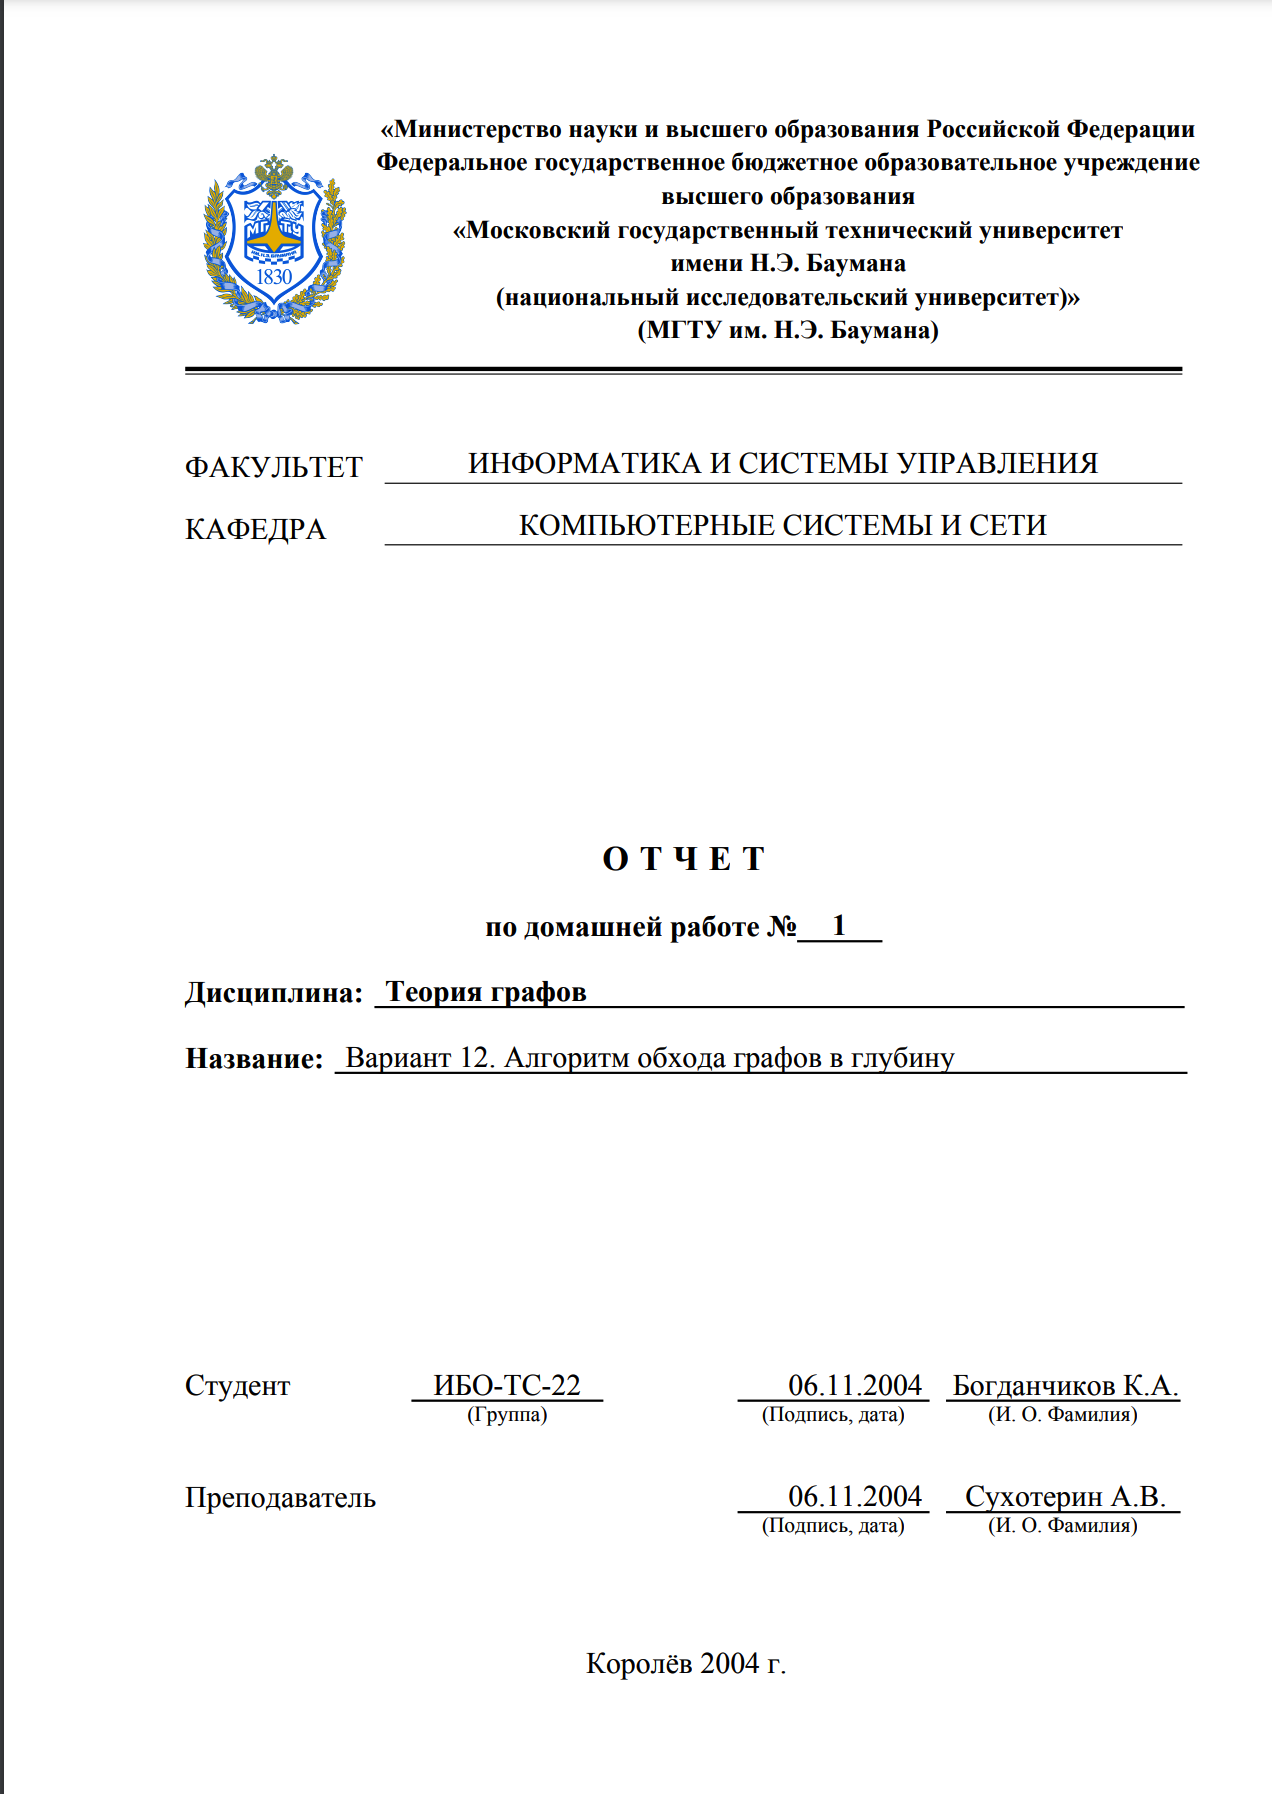 «Министерство науки и высшего образования Российской Федерации
Федеральное государственное бюджетное образовательное учреждение
высшего образования
«Московский государственный технический университет
имени Н.Э. Баумана
(национальный исследовательский университет)»
(МГТУ им. Н.Э. Баумана)
МГТУ
ИМ. Н.Э. БАУМАНА
1830
ФАКУЛЬТЕТ ИНФОРМАТИКА И СИСТЕМЫ УПРАВЛЕНИЯ
КАФЕДРА КОМПЬЮТЕРНЫЕ СИСТЕМЫ И СЕТИ
О Т Ч Е Т
по домашней работе № 1
Дисциплина: Теория графов
Название: Вариант 12. Алгоритм обхода графов в глубину
Студент ИБО-ТС-22 06.11.2004 Богданчиков К.А.
(Группа) (Подпись, дата) (И. О. Фамилия)
Преподаватель 06.11.2004 Сухотерин А.В.
(Подпись, дата) (И. О. Фамилия)
Королёв 2004 г.